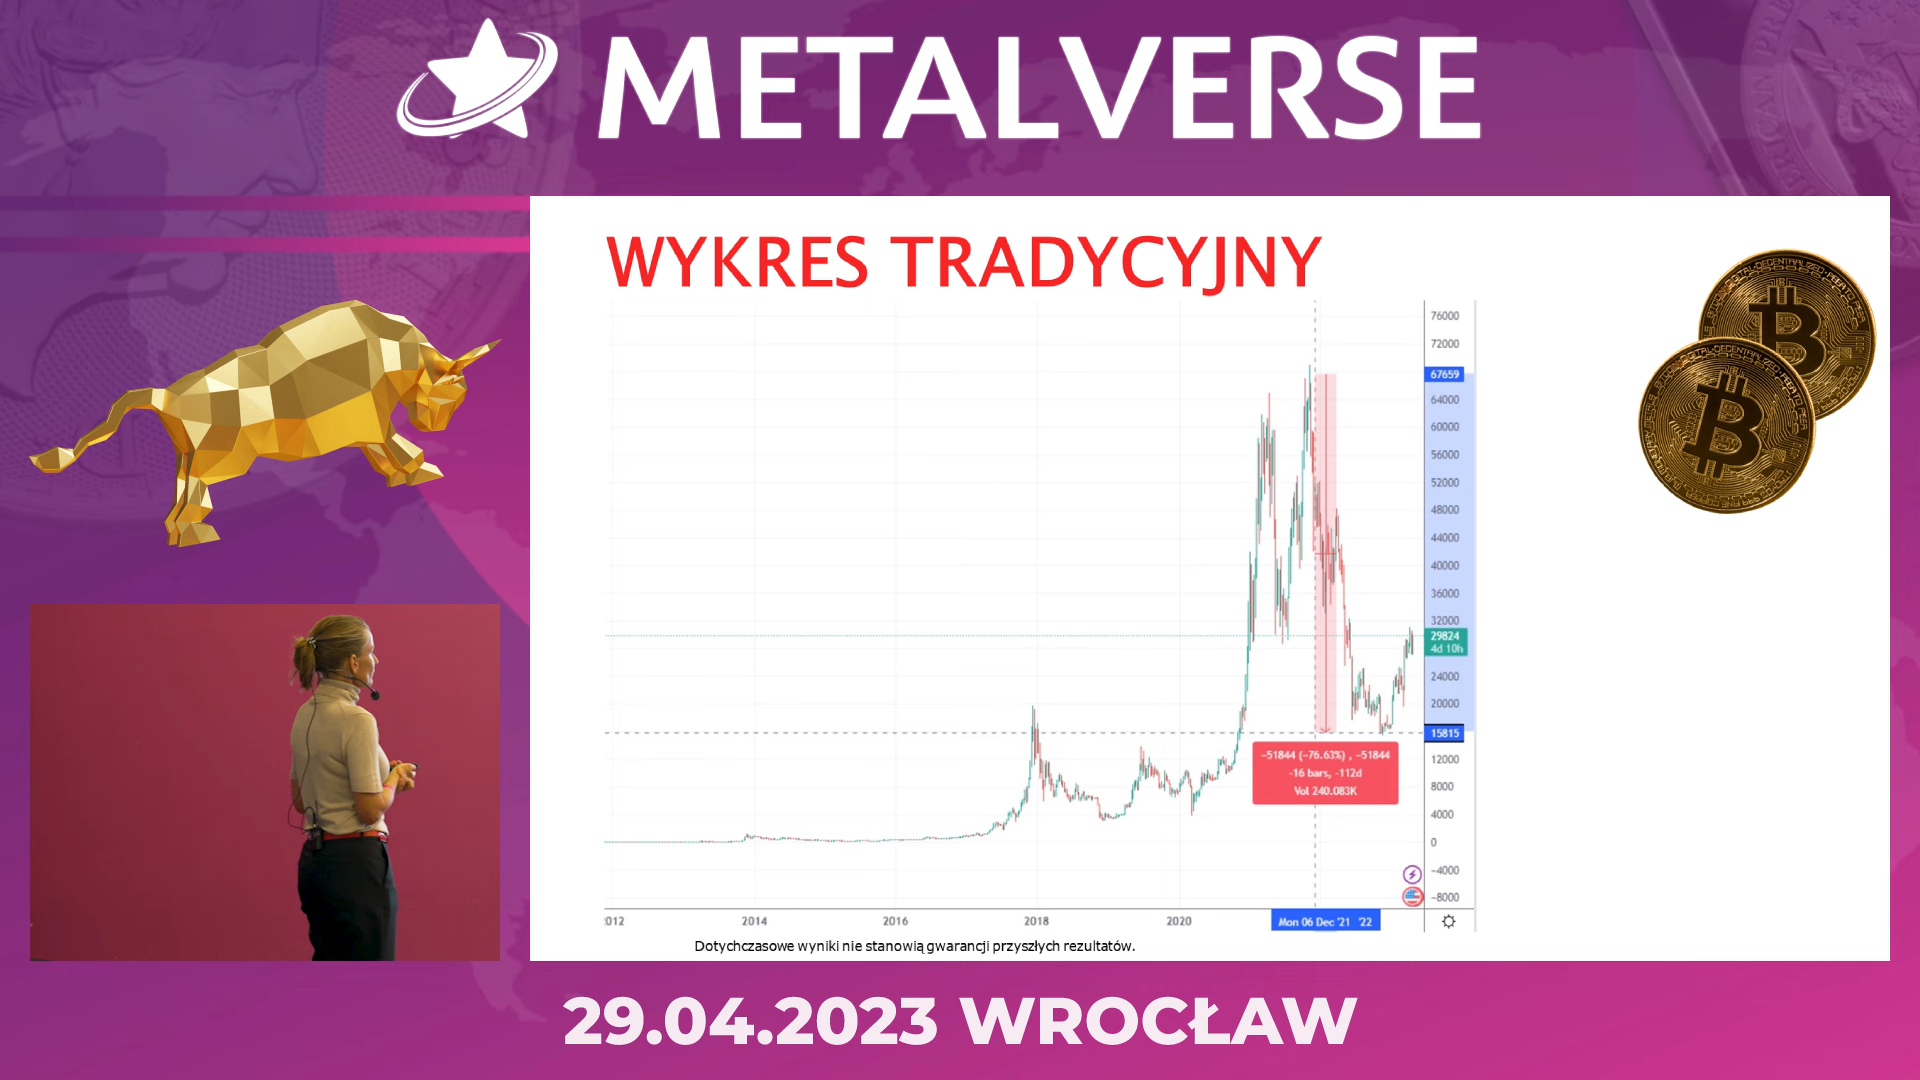 METALVERSE
WYKRES TRADYCYJNY
76000
72000
67659
64000
60000
56000
52000
48000
44000
40000
36000
32000
29824
4d 10h
24000
20000
15815
12000
8000
4000
0
-4000
-8000
-51844 (-76.63%) , -51844
-16 bars, -112d
Vol 240.083K
2012 2014 2016 2018 2020 Mon 06 Dec '21 '22
Dotychczasowe wyniki nie stanowią gwarancji przyszłych rezultatów.
29.04.2023 WROCŁAW